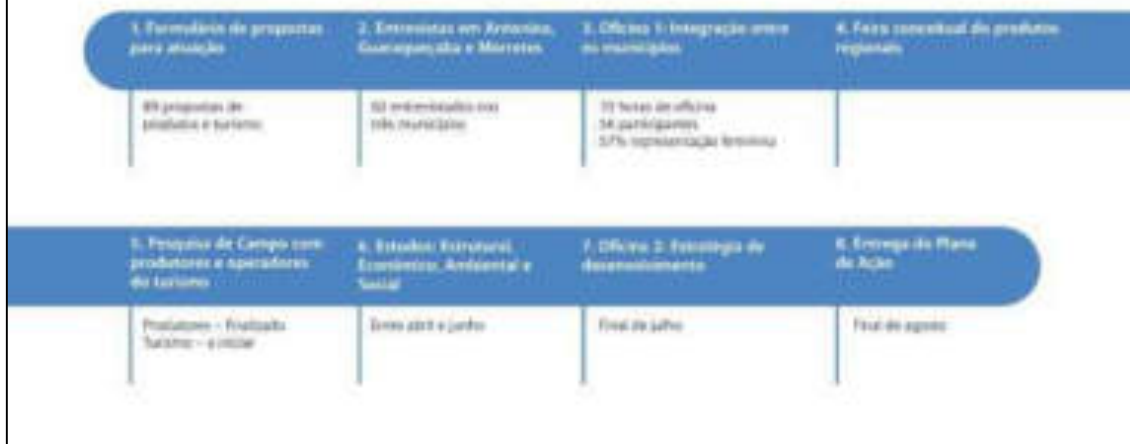 1. Formulário de propostas
para atuação
2. Entrevistas em Antonina,
Guaraqueçaba e Morretes
3. Oficina 1: Integração entre
os municípios
4. Feira conceitual de produtos
regionais
propostas de
produtos e turismo
entrevistados nos
três municípios
horas de oficina
participantes
57% representação feminina
5. Pesquisa de Campo com
produtores e operadores
do turismo
6. Estudos: Estrutural,
Econômico, Ambiental e
Social
7. Oficina 2: Estratégia de
desenvolvimento
8. Entrega do Plano
de Ação
Produtores – finalizado
Turismo – a iniciar
Entre abril e junho
Final de julho
Final de agosto